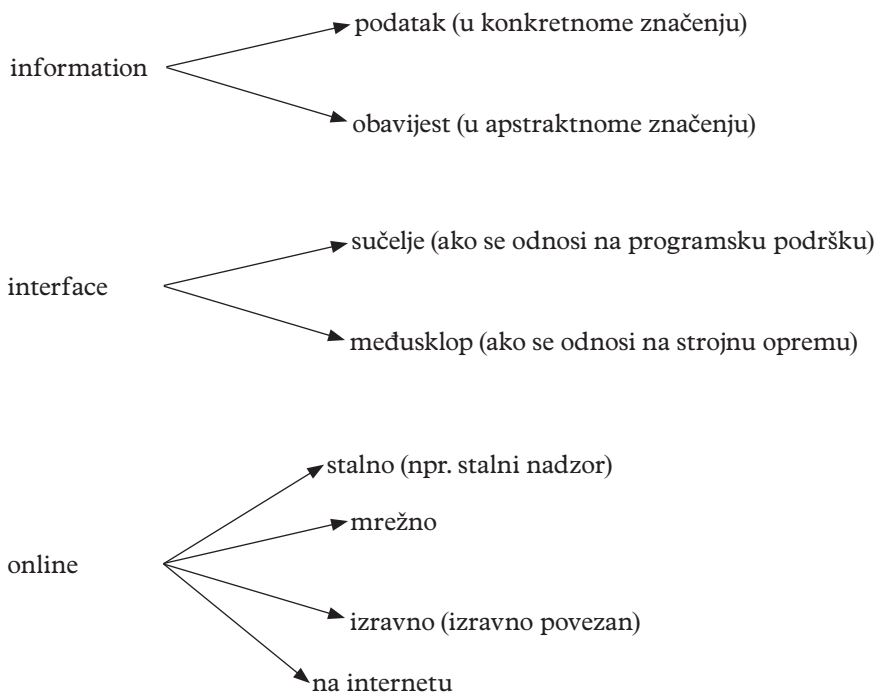 podatak (u konkretnome značenju)
information
obavijest (u apstraktnome značenju)
sučelje (ako se odnosi na programsku podršku)
interface
međusklop (ako se odnosi na strojnu opremu)
stalno (npr. stalni nadzor)
mrežno
online
izravno (izravno povezan)
na internetu